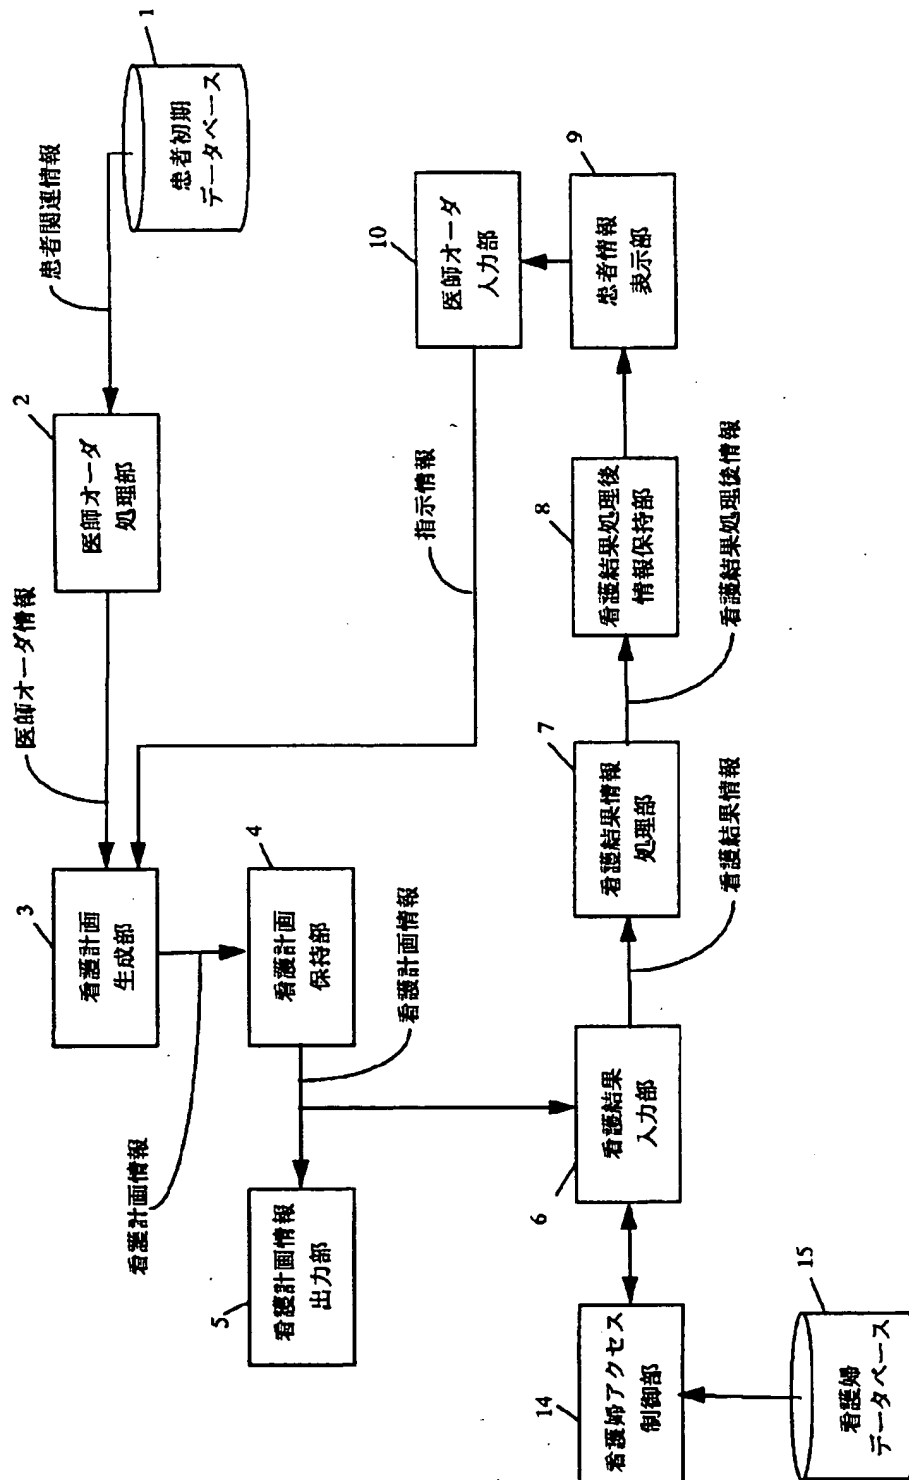 1
患者初期
データベース
患者関連情報
2
医師オーダ
処理部
医師オーダ情報
3
看護計画
生成部
看護計画情報
4
看護計画
保持部
看護計画情報
5
看護計画情報
出力部
6
看護結果
入力部
看護結果情報
7
看護結果情報
処理部
看護結果処理後情報
8
看護結果処理後
情報保持部
9
患者情報
表示部
10
医師オーダ
入力部
指示情報
14
看護婦アクセス
制御部
15
看護婦
データベース